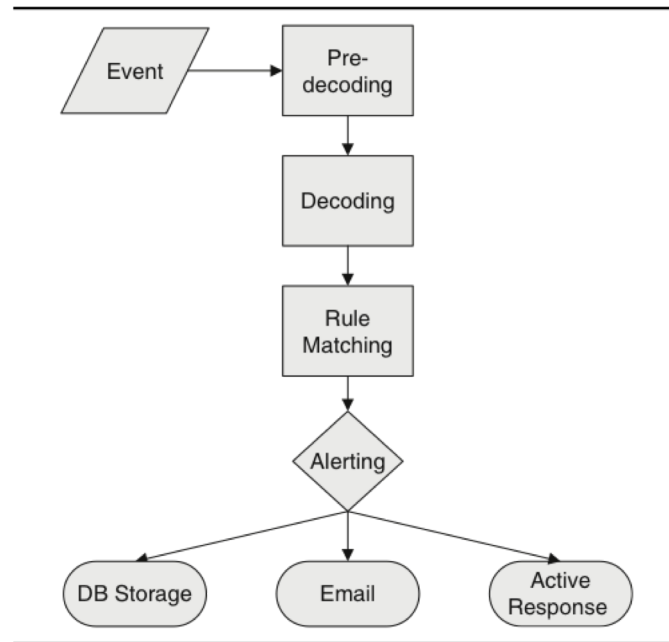 Event
Pre-
decoding
Decoding
Rule
Matching
Alerting
DB Storage
Email
Active
Response